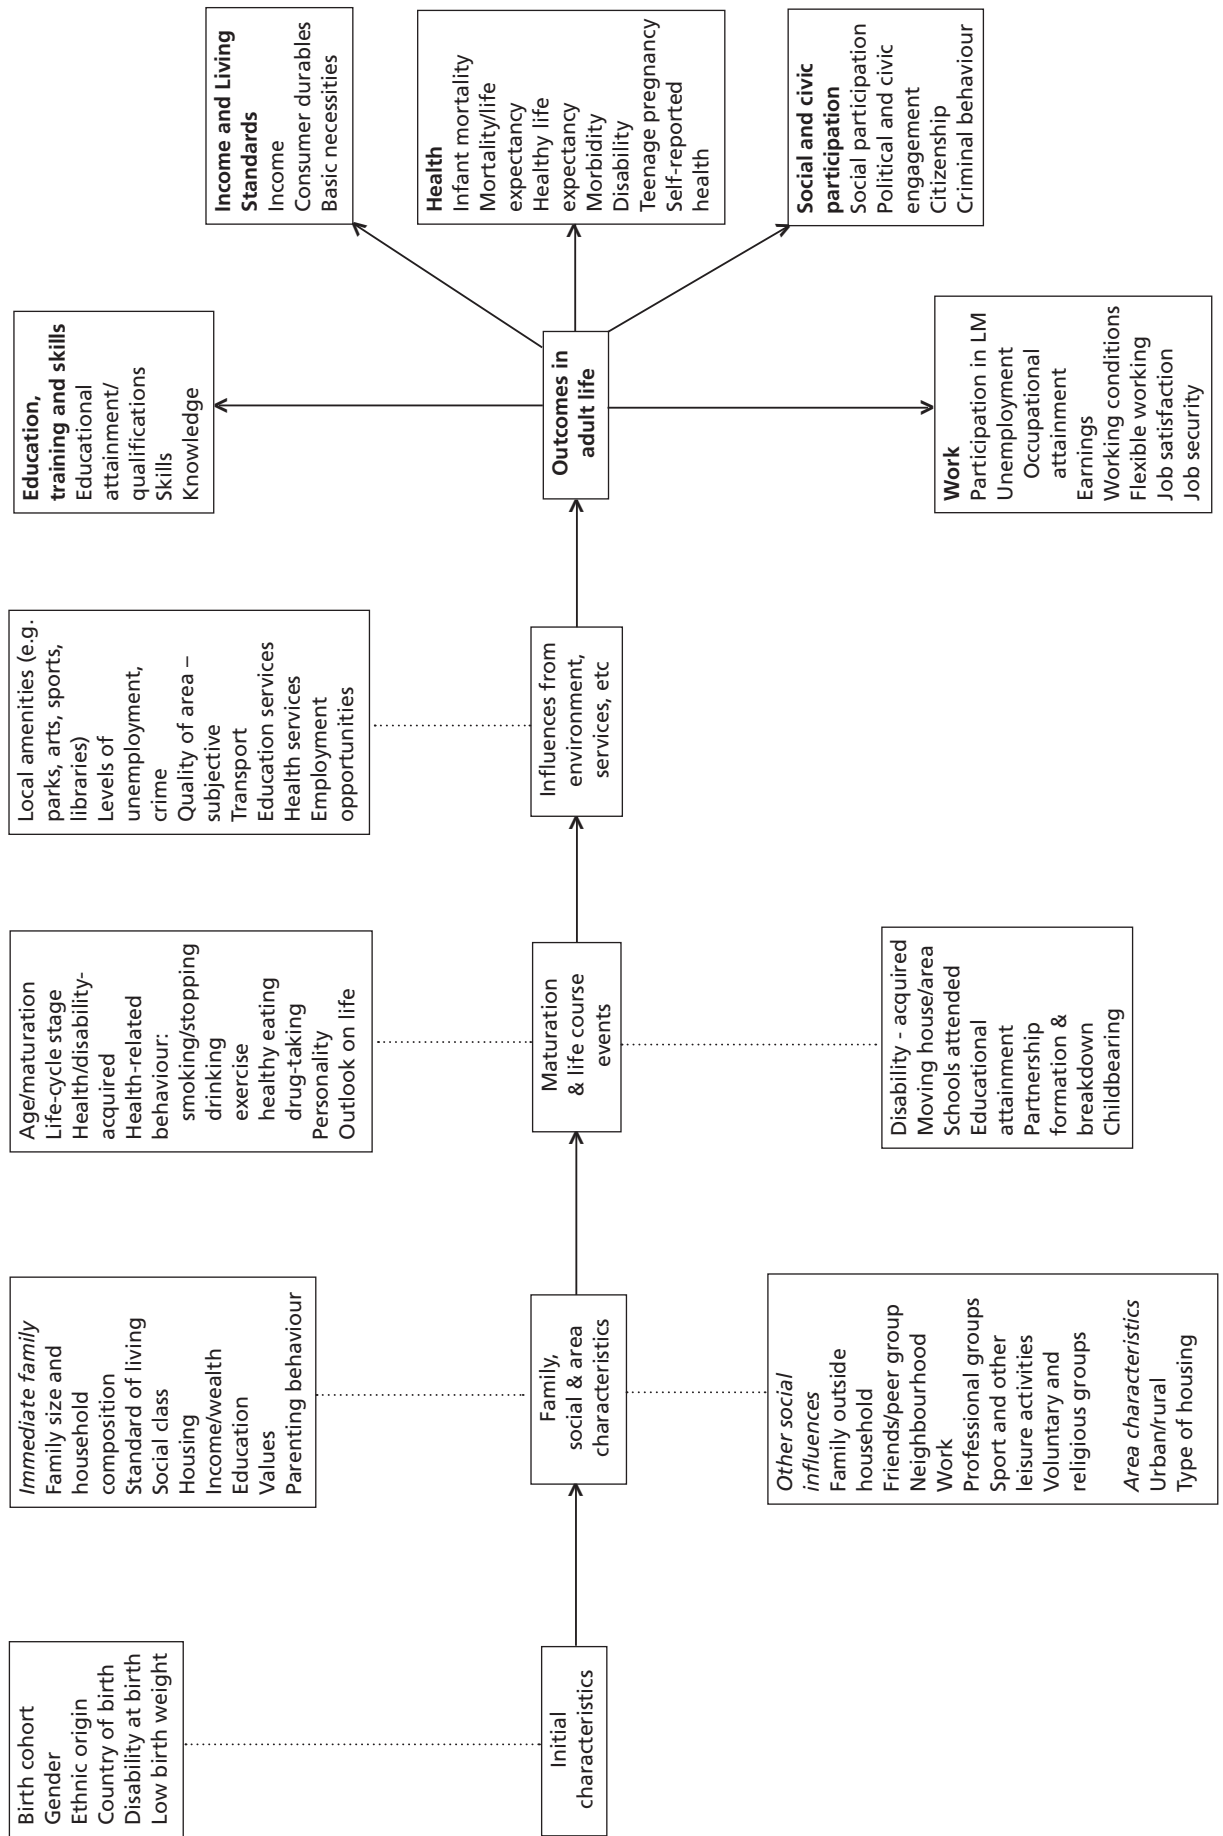 Birth cohort
Gender
Ethnic origin
Country of birth
Disability at birth
Low birth weight
Initial
characteristics
Immediate family
Family size and
household
composition
Standard of living
Social class
Housing
Income/wealth
Education
Values
Parenting behaviour
Family,
social & area
characteristics
Other social
influences
Family outside
household
Friends/peer group
Neighbourhood
Work
Professional groups
Sport and other
leisure activities
Voluntary and
religious groups
Area characteristics
Urban/rural
Type of housing
Age/maturation
Life-cycle stage
Health/disability-
acquired
Health-related
behaviour:
smoking/stopping
drinking
exercise
healthy eating
drug-taking
Personality
Outlook on life
Maturation
& life course
events
Disability - acquired
Moving house/area
Schools attended
Educational
attainment
Partnership
formation &
breakdown
Childbearing
Local amenities (e.g.
parks, arts, sports,
libraries)
Levels of
unemployment,
crime
Quality of area –
subjective
Transport
Education services
Health services
Employment
opportunities
Influences from
environment,
services, etc
Education,
training and skills
Educational
attainment/
qualifications
Skills
Knowledge
Outcomes in
adult life
Work
Participation in LM
Unemployment
Occupational
attainment
Earnings
Working conditions
Flexible working
Job satisfaction
Job security
Income and Living
Standards
Income
Consumer durables
Basic necessities
Health
Infant mortality
Mortality/life
expectancy
Healthy life
expectancy
Morbidity
Disability
Teenage pregnancy
Self-reported
health
Social and civic
participation
Social participation
Political and civic
engagement
Citizenship
Criminal behaviour